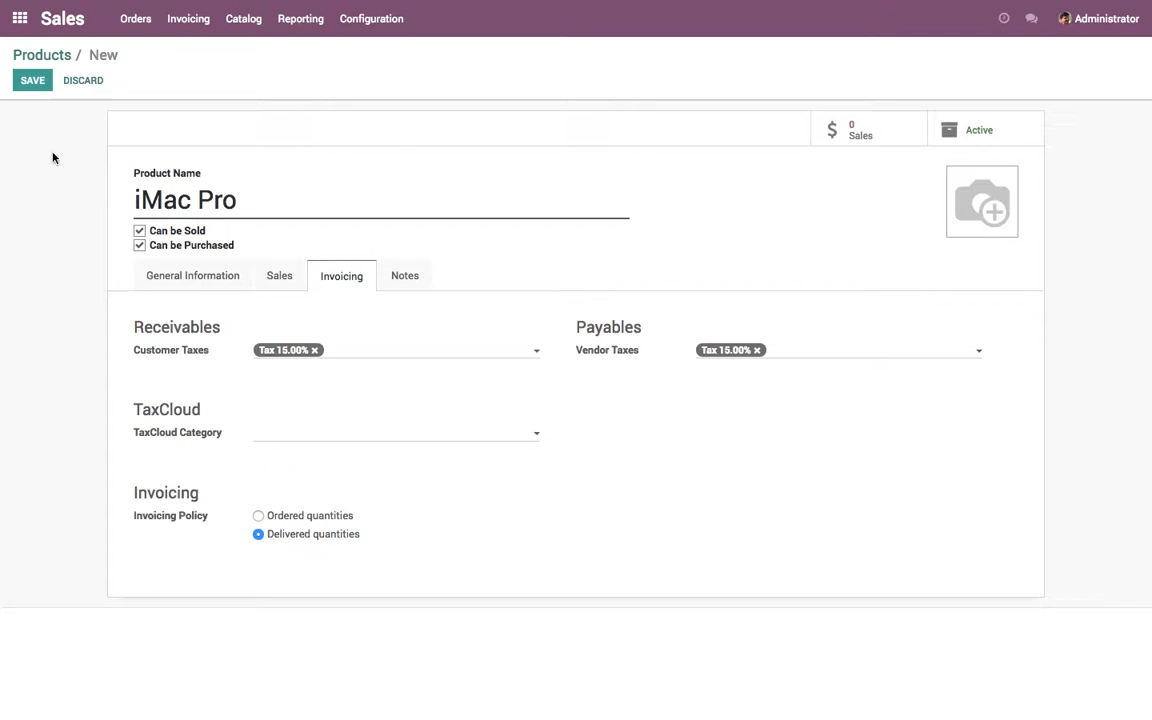 Sales Orders Invoicing Catalog Reporting Configuration Administrator
Products / New
SAVE DISCARD
0
Sales
Active
Product Name
iMac Pro
Can be Sold
Can be Purchased
General Information Sales Invoicing Notes
Receivables Payables
Customer Taxes Tax 15.00% × Vendor Taxes Tax 15.00% ×
TaxCloud
TaxCloud Category
Invoicing
Invoicing Policy Ordered quantities
Delivered quantities